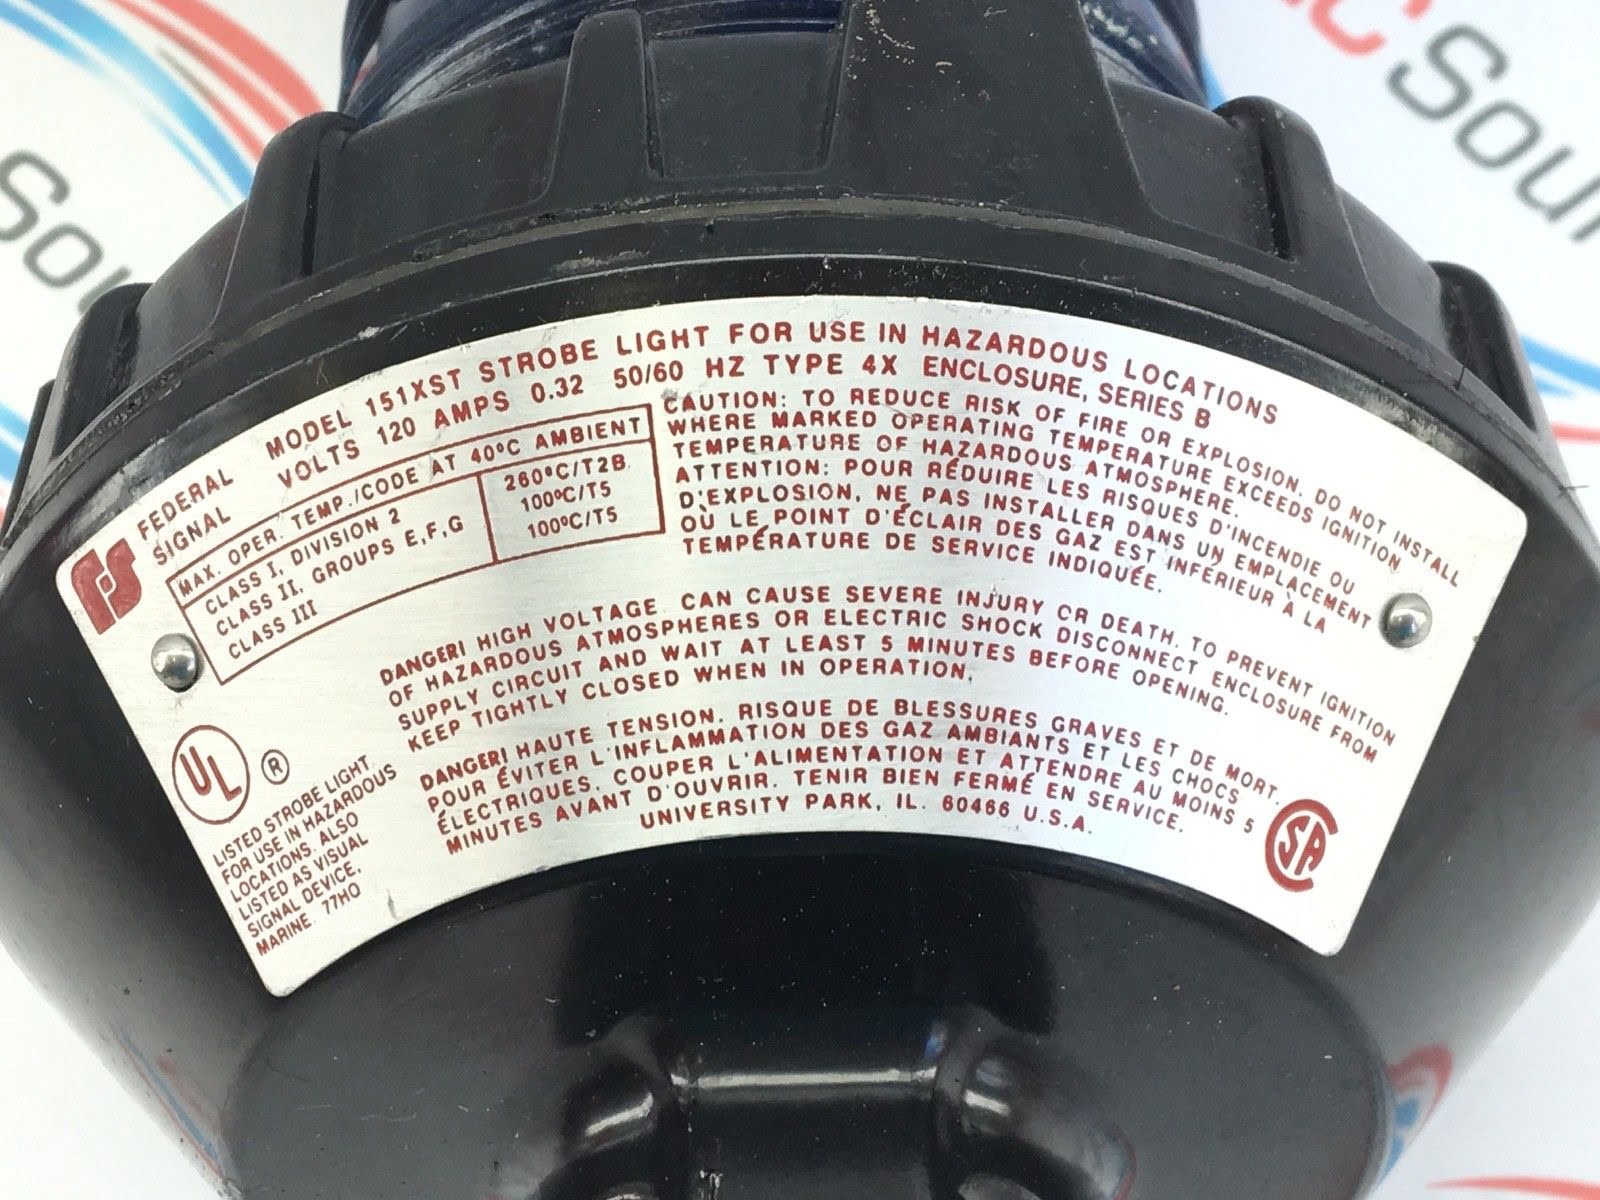 FEDERAL
SIGNAL
MODEL 151XST STROBE LIGHT FOR USE IN HAZARDOUS LOCATIONS
VOLTS 120 AMPS 0.32 50/60 HZ TYPE 4X ENCLOSURE, SERIES B
MAX. OPER. TEMP./CODE AT 40°C AMBIENT
CLASS I, DIVISION 2 260°C/T2B
CLASS II, GROUPS E,F,G 100°C/T5
CLASS III 100°C/T5
CAUTION: TO REDUCE RISK OF FIRE OR EXPLOSION, DO NOT INSTALL
WHERE MARKED OPERATING TEMPERATURE EXCEEDS IGNITION
TEMPERATURE OF HAZARDOUS ATMOSPHERE.
ATTENTION: POUR RÉDUIRE LES RISQUES D'INCENDIE OU
D'EXPLOSION, NE PAS INSTALLER DANS UN EMPLACEMENT
OÙ LE POINT D'ÉCLAIR DES GAZ EST INFÉRIEUR À LA
TEMPÉRATURE DE SERVICE INDIQUÉE.
DANGER! HIGH VOLTAGE CAN CAUSE SEVERE INJURY OR DEATH. TO PREVENT IGNITION
OF HAZARDOUS ATMOSPHERES OR ELECTRIC SHOCK DISCONNECT ENCLOSURE FROM
SUPPLY CIRCUIT AND WAIT AT LEAST 5 MINUTES BEFORE OPENING.
KEEP TIGHTLY CLOSED WHEN IN OPERATION.
DANGER! HAUTE TENSION. RISQUE DE BLESSURES GRAVES ET DE MORT.
POUR ÉVITER L'INFLAMMATION DES GAZ AMBIANTS ET LES CHOCS
ÉLECTRIQUES, COUPER L'ALIMENTATION ET ATTENDRE AU MOINS 5
MINUTES AVANT D'OUVRIR. TENIR BIEN FERMÉ EN SERVICE.
UNIVERSITY PARK, IL. 60466 U.S.A.
UL ®
LISTED STROBE LIGHT
FOR USE IN HAZARDOUS
LOCATIONS. ALSO
LISTED AS VISUAL
SIGNAL DEVICE,
MARINE. 77HO
SA